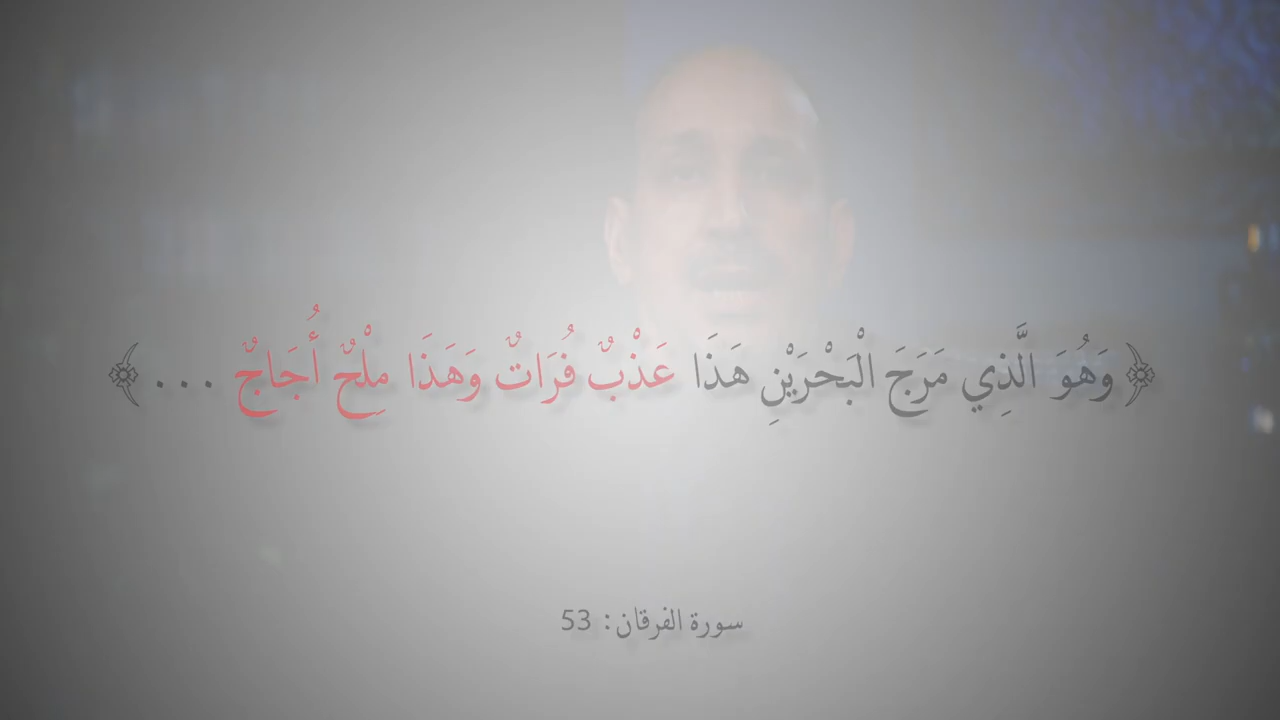 ﴿ وَهُوَ الَّذِي مَرَجَ الْبَحْرَيْنِ هَذَا عَذْبٌ فُرَاتٌ وَهَذَا مِلْحٌ أُجَاجٌ ... ﴾
سورة الفرقان: 53